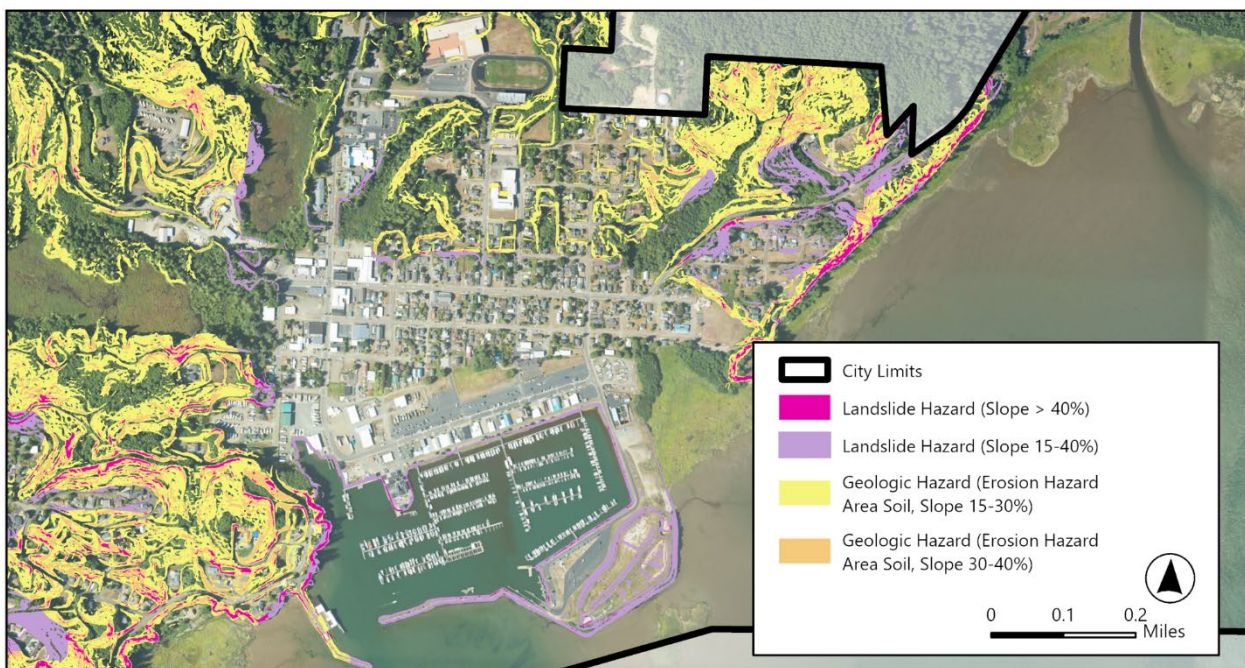 City Limits
Landslide Hazard (Slope > 40%)
Landslide Hazard (Slope 15-40%)
Geologic Hazard (Erosion Hazard
Area Soil, Slope 15-30%)
Geologic Hazard (Erosion Hazard
Area Soil, Slope 30-40%)
0 0.1 0.2
Miles